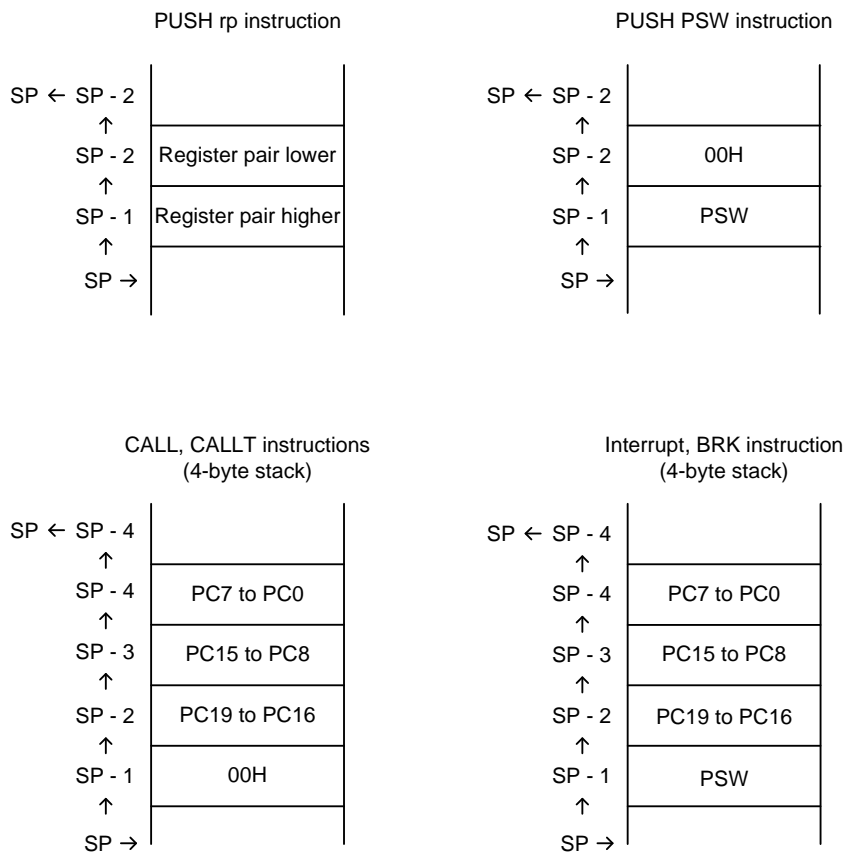 PUSH rp instruction
SP ← SP - 2
↑
SP - 2 Register pair lower
↑
SP - 1 Register pair higher
↑
SP →
PUSH PSW instruction
SP ← SP - 2
↑
SP - 2 00H
↑
SP - 1 PSW
↑
SP →
CALL, CALLT instructions
(4-byte stack)
SP ← SP - 4
↑
SP - 4 PC7 to PC0
↑
SP - 3 PC15 to PC8
↑
SP - 2 PC19 to PC16
↑
SP - 1 00H
↑
SP →
Interrupt, BRK instruction
(4-byte stack)
SP ← SP - 4
↑
SP - 4 PC7 to PC0
↑
SP - 3 PC15 to PC8
↑
SP - 2 PC19 to PC16
↑
SP - 1 PSW
↑
SP →